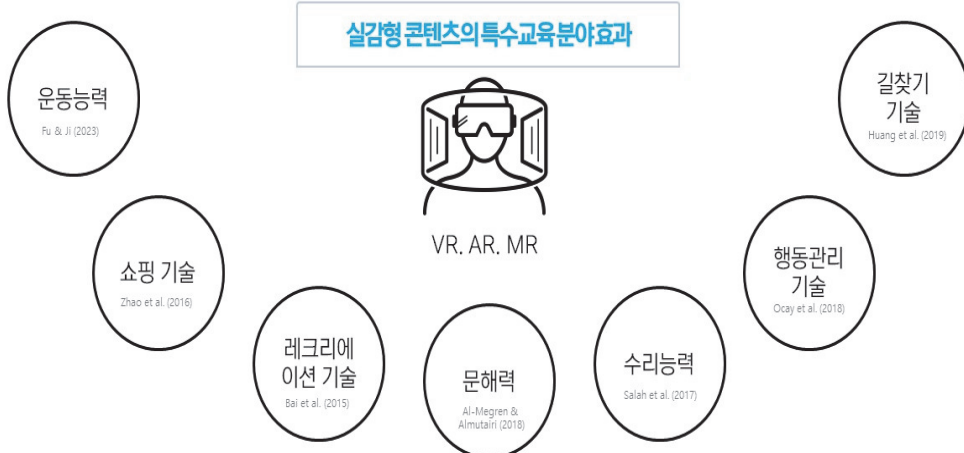 실감형 콘텐츠의 특수교육 분야 효과
운동능력
Fu & Ji (2023)
쇼핑 기술
Zhao et al. (2016)
레크리에
이션 기술
Bai et al. (2015)
VR, AR, MR
문해력
Al-Megren &
Almutairi (2018)
수리능력
Salah et al. (2017)
행동관리
기술
Ocay et al. (2018)
길찾기
기술
Huang et al. (2019)